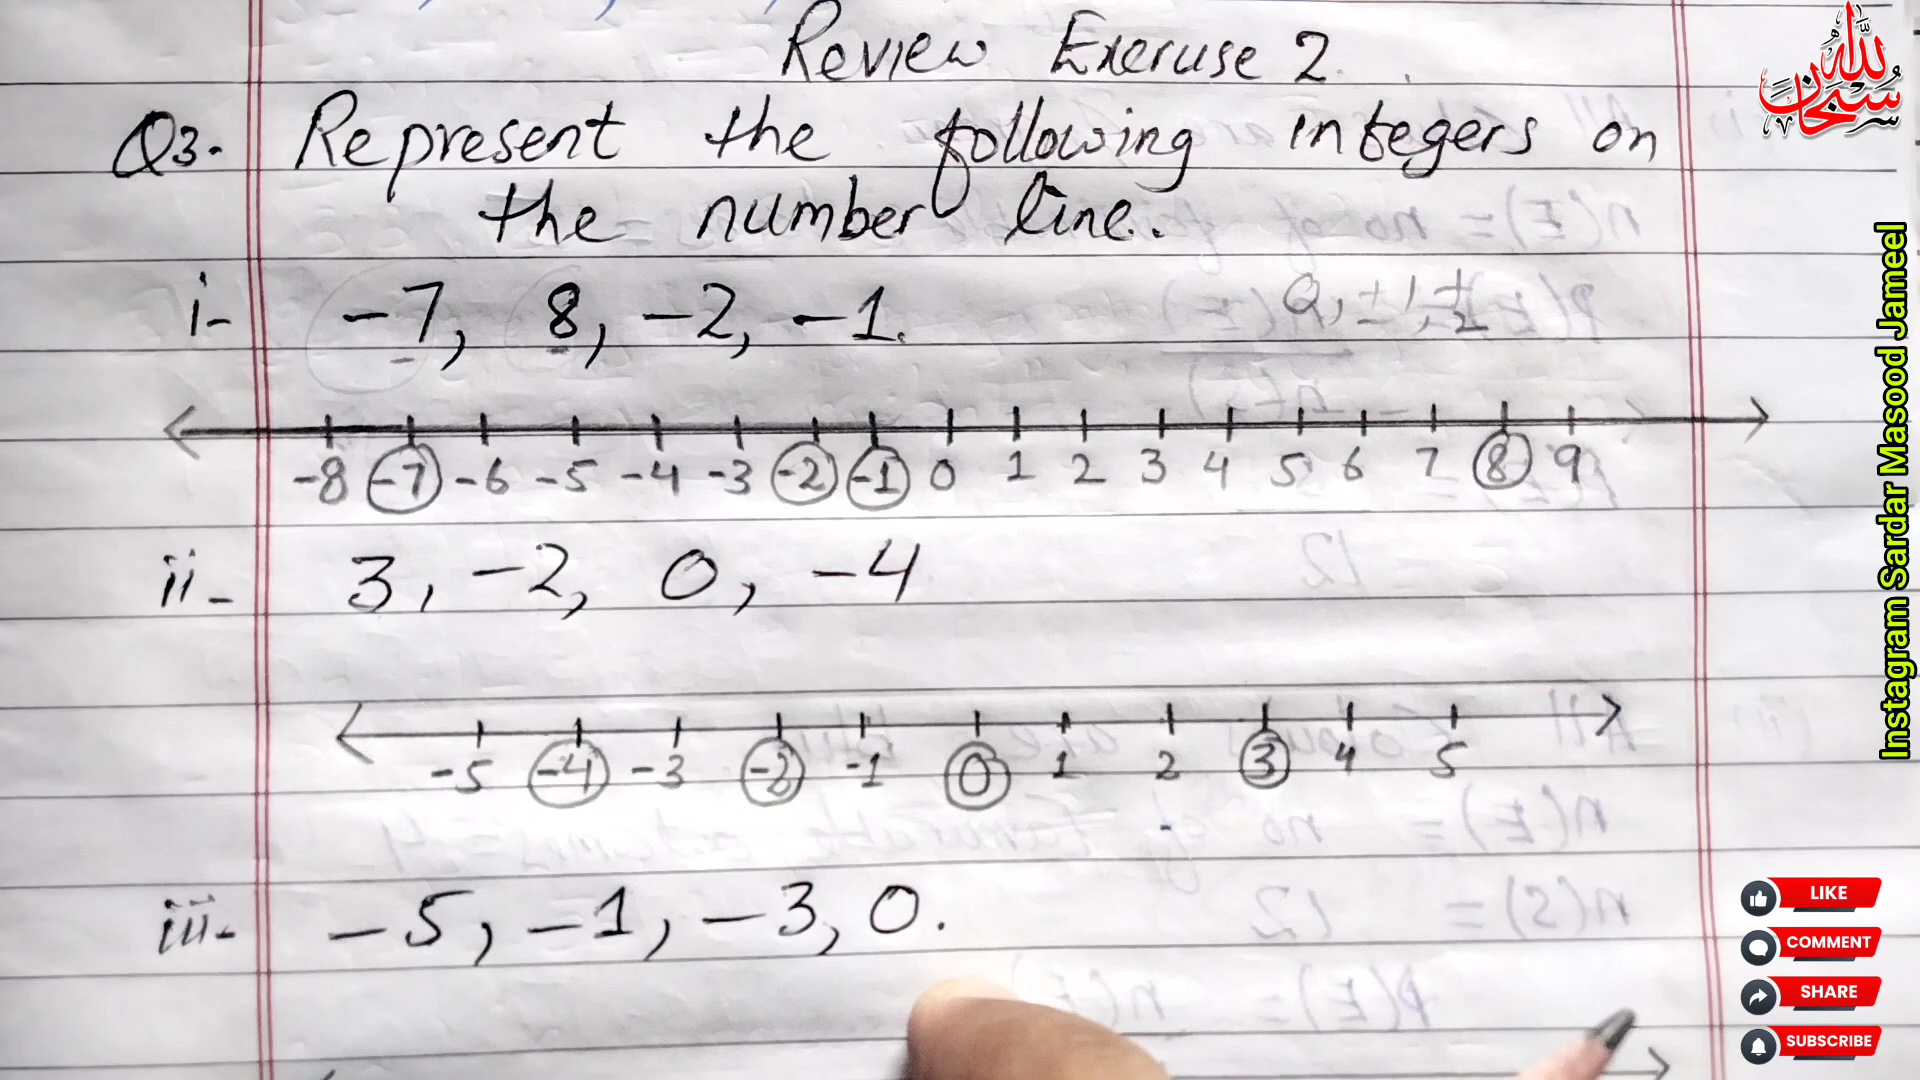 Review Exercise 2.
Q3. Represent the following integers on
the number line.
i- -7, 8, -2, -1.
0, ±1, ±2
-8 -7 -6 -5 -4 -3 -2 -1 0 1 2 3 4 5 6 7 8 9
ii- 3, -2, 0, -4
-5 -4 -3 -2 -1 0 1 2 3 4 5
iii- -5, -1, -3, 0.
سبحان الله
Instagram Sardar Masood Jameel
LIKE
COMMENT
SHARE
SUBSCRIBE